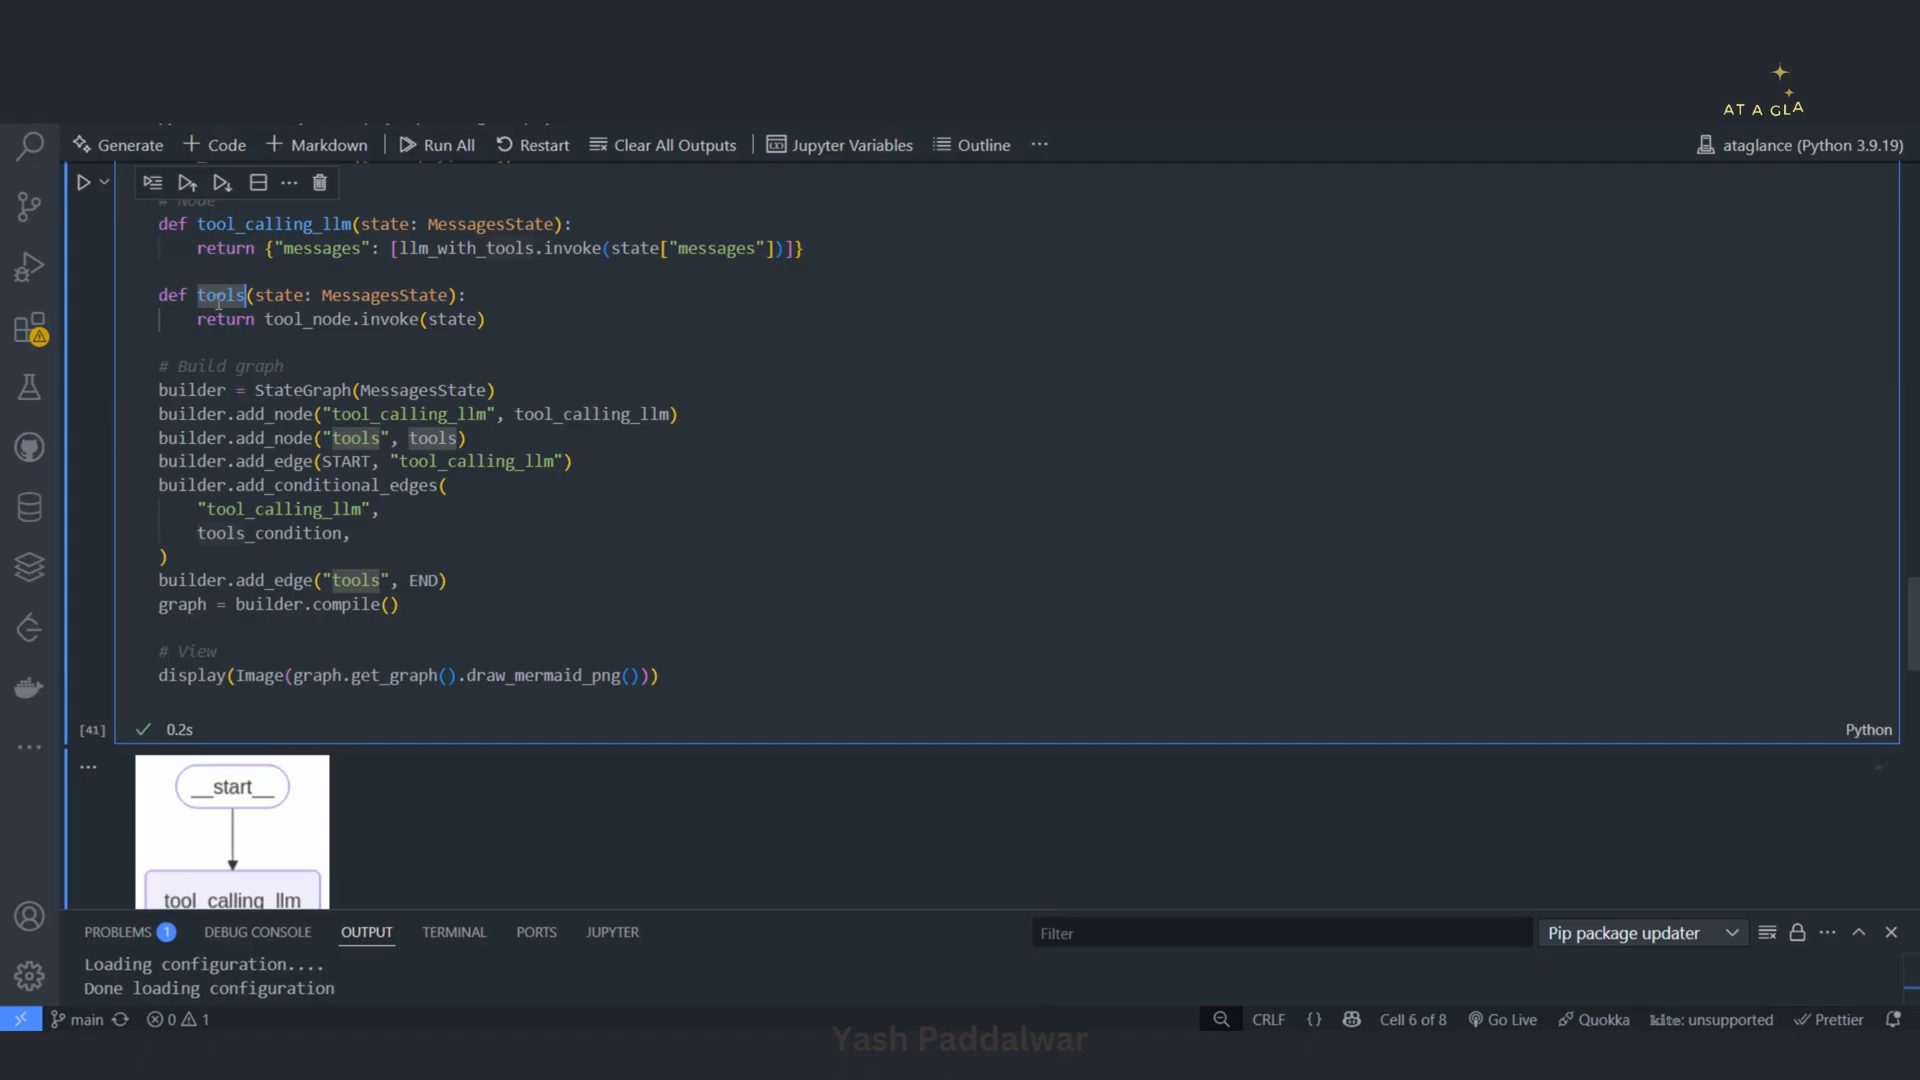 AT A GLA
Generate Code Markdown Run All Restart Clear All Outputs Jupyter Variables Outline ... ataglance (Python 3.9.19)
# Node
def tool_calling_llm(state: MessagesState):
return {"messages": [llm_with_tools.invoke(state["messages"])]}
def tools(state: MessagesState):
return tool_node.invoke(state)
# Build graph
builder = StateGraph(MessagesState)
builder.add_node("tool_calling_llm", tool_calling_llm)
builder.add_node("tools", tools)
builder.add_edge(START, "tool_calling_llm")
builder.add_conditional_edges(
"tool_calling_llm",
tools_condition,
)
builder.add_edge("tools", END)
graph = builder.compile()
# View
display(Image(graph.get_graph().draw_mermaid_png()))
[41] 0.2s Python
__start__
tool_calling_llm
PROBLEMS 1 DEBUG CONSOLE OUTPUT TERMINAL PORTS JUPYTER Filter Pip package updater
Loading configuration....
Done loading configuration
main 0 1 CRLF {} Cell 6 of 8 Go Live Quokka kite: unsupported Prettier
Yash Paddalwar